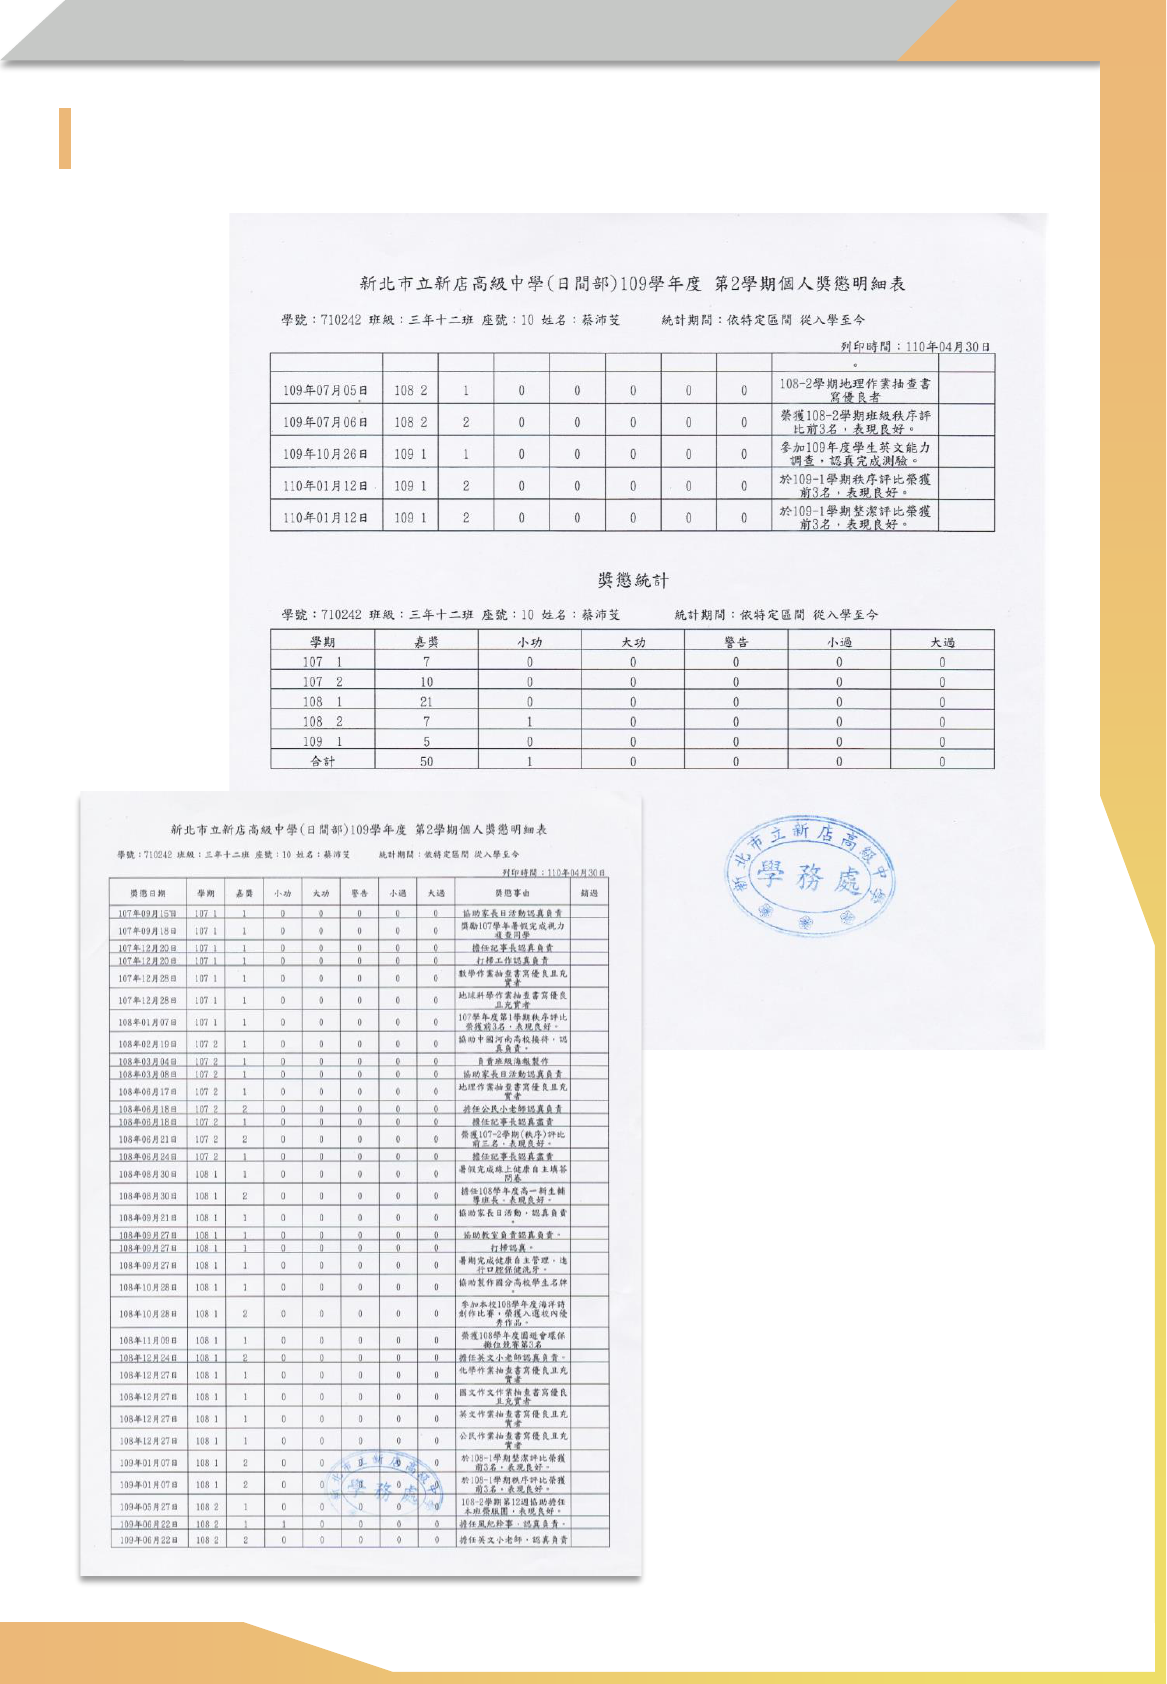 新北市立新店高級中學(日間部)109學年度 第2學期個人獎懲明細表
學號：710242 班級：三年十二班 座號：10 姓名：蔡沛芠 統計期間：依特定區間 從入學至今
列印時間：110年04月30日
。
109年07月05日 108 2 1 0 0 0 0 0 108-2學期地理作業抽查書
寫優良者
109年07月06日 108 2 2 0 0 0 0 0 榮獲108-2學期班級秩序評
比前3名，表現良好。
109年10月26日 109 1 1 0 0 0 0 0 參加109年度學生英文能力
調查，認真完成測驗。
110年01月12日 109 1 2 0 0 0 0 0 於109-1學期秩序評比榮獲
前3名，表現良好。
110年01月12日 109 1 2 0 0 0 0 0 於109-1學期整潔評比榮獲
前3名，表現良好。
獎懲統計
學號：710242 班級：三年十二班 座號：10 姓名：蔡沛芠 統計期間：依特定區間 從入學至今
學期 嘉獎 小功 大功 警告 小過 大過
107 1 7 0 0 0 0 0
107 2 10 0 0 0 0 0
108 1 21 0 0 0 0 0
108 2 7 1 0 0 0 0
109 1 5 0 0 0 0 0
合計 50 1 0 0 0 0
新北市立新店高級中學
學務處
新北市立新店高級中學(日間部)109學年度 第2學期個人獎懲明細表
學號：710242 班級：三年十二班 座號：10 姓名：蔡沛芠 統計期間：依特定區間 從入學至今
列印時間：110年04月30日
獎懲日期 學期 嘉獎 小功 大功 警告 小過 大過 獎懲事由 銷過
107年09月15日 107 1 1 0 0 0 0 0 協助家長日活動認真負責
107年09月18日 107 1 1 0 0 0 0 0 獎勵107學年暑假完成視力
複查同學
107年12月20日 107 1 1 0 0 0 0 0 擔任記事長認真負責
107年12月20日 107 1 1 0 0 0 0 0 打掃工作認真負責
107年12月28日 107 1 1 0 0 0 0 0 數學作業抽查書寫優良且充
實者
107年12月28日 107 1 1 0 0 0 0 0 地球科學作業抽查書寫優良
且充實者
108年01月07日 107 1 1 0 0 0 0 0 107學年度第1學期秩序評比
榮獲前3名，表現良好。
108年02月19日 107 2 1 0 0 0 0 0 協助中國河南高校接待，認
真負責。
108年03月04日 107 2 1 0 0 0 0 0 負責班級海報製作
108年03月08日 107 2 1 0 0 0 0 0 協助家長日活動認真負責
108年06月17日 107 2 1 0 0 0 0 0 地理作業抽查書寫優良且充
實者
108年06月18日 107 2 2 0 0 0 0 0 擔任公民小老師認真負責
108年06月18日 107 2 1 0 0 0 0 0 擔任記事長認真盡責
108年06月21日 107 2 2 0 0 0 0 0 榮獲107-2學期(秩序)評比
前三名，表現良好。
108年06月24日 107 2 1 0 0 0 0 0 擔任記事長認真盡責
108年08月30日 108 1 1 0 0 0 0 0 暑假完成線上健康自主填答
問卷
108年08月30日 108 1 2 0 0 0 0 0 擔任108學年度高一新生輔
導班長，表現良好。
108年09月21日 108 1 1 0 0 0 0 0 協助家長日活動，認真負責
。
108年09月27日 108 1 1 0 0 0 0 0 協助教室負責認真負責。
108年09月27日 108 1 1 0 0 0 0 0 打掃認真。
108年09月27日 108 1 1 0 0 0 0 0 暑期完成健康自主管理，進
行口腔保健洗牙。
108年10月28日 108 1 1 0 0 0 0 0 協助製作國分高校學生名牌
。
108年10月28日 108 1 2 0 0 0 0 0 參加本校108學年度海洋詩
創作比賽，榮獲入選校內優
秀作品。
108年11月09日 108 1 1 0 0 0 0 0 榮獲108學年度園遊會環保
攤位競賽第3名
108年12月24日 108 1 2 0 0 0 0 0 擔任英文小老師認真負責。
108年12月27日 108 1 1 0 0 0 0 0 化學作業抽查書寫優良且充
實者
108年12月27日 108 1 1 0 0 0 0 0 國文作文作業抽查書寫優良
且充實者
108年12月27日 108 1 1 0 0 0 0 0 英文作業抽查書寫優良且充
實者
108年12月27日 108 1 1 0 0 0 0 0 公民作業抽查書寫優良且充
實者
109年01月07日 108 1 2 0 0 0 0 0 於108-1學期整潔評比榮獲
前3名，表現良好。
109年01月07日 108 1 2 0 0 0 0 0 於108-1學期秩序評比榮獲
前3名，表現良好。
109年05月27日 108 2 1 0 0 0 0 0 108-2學期第12週協助擔任
本班榮服團，表現良好。
109年06月22日 108 2 1 1 0 0 0 0 擔任風紀幹事，認真負責。
109年06月22日 108 2 2 0 0 0 0 0 擔任英文小老師，認真負責
新北市立新店高級中學
學務處